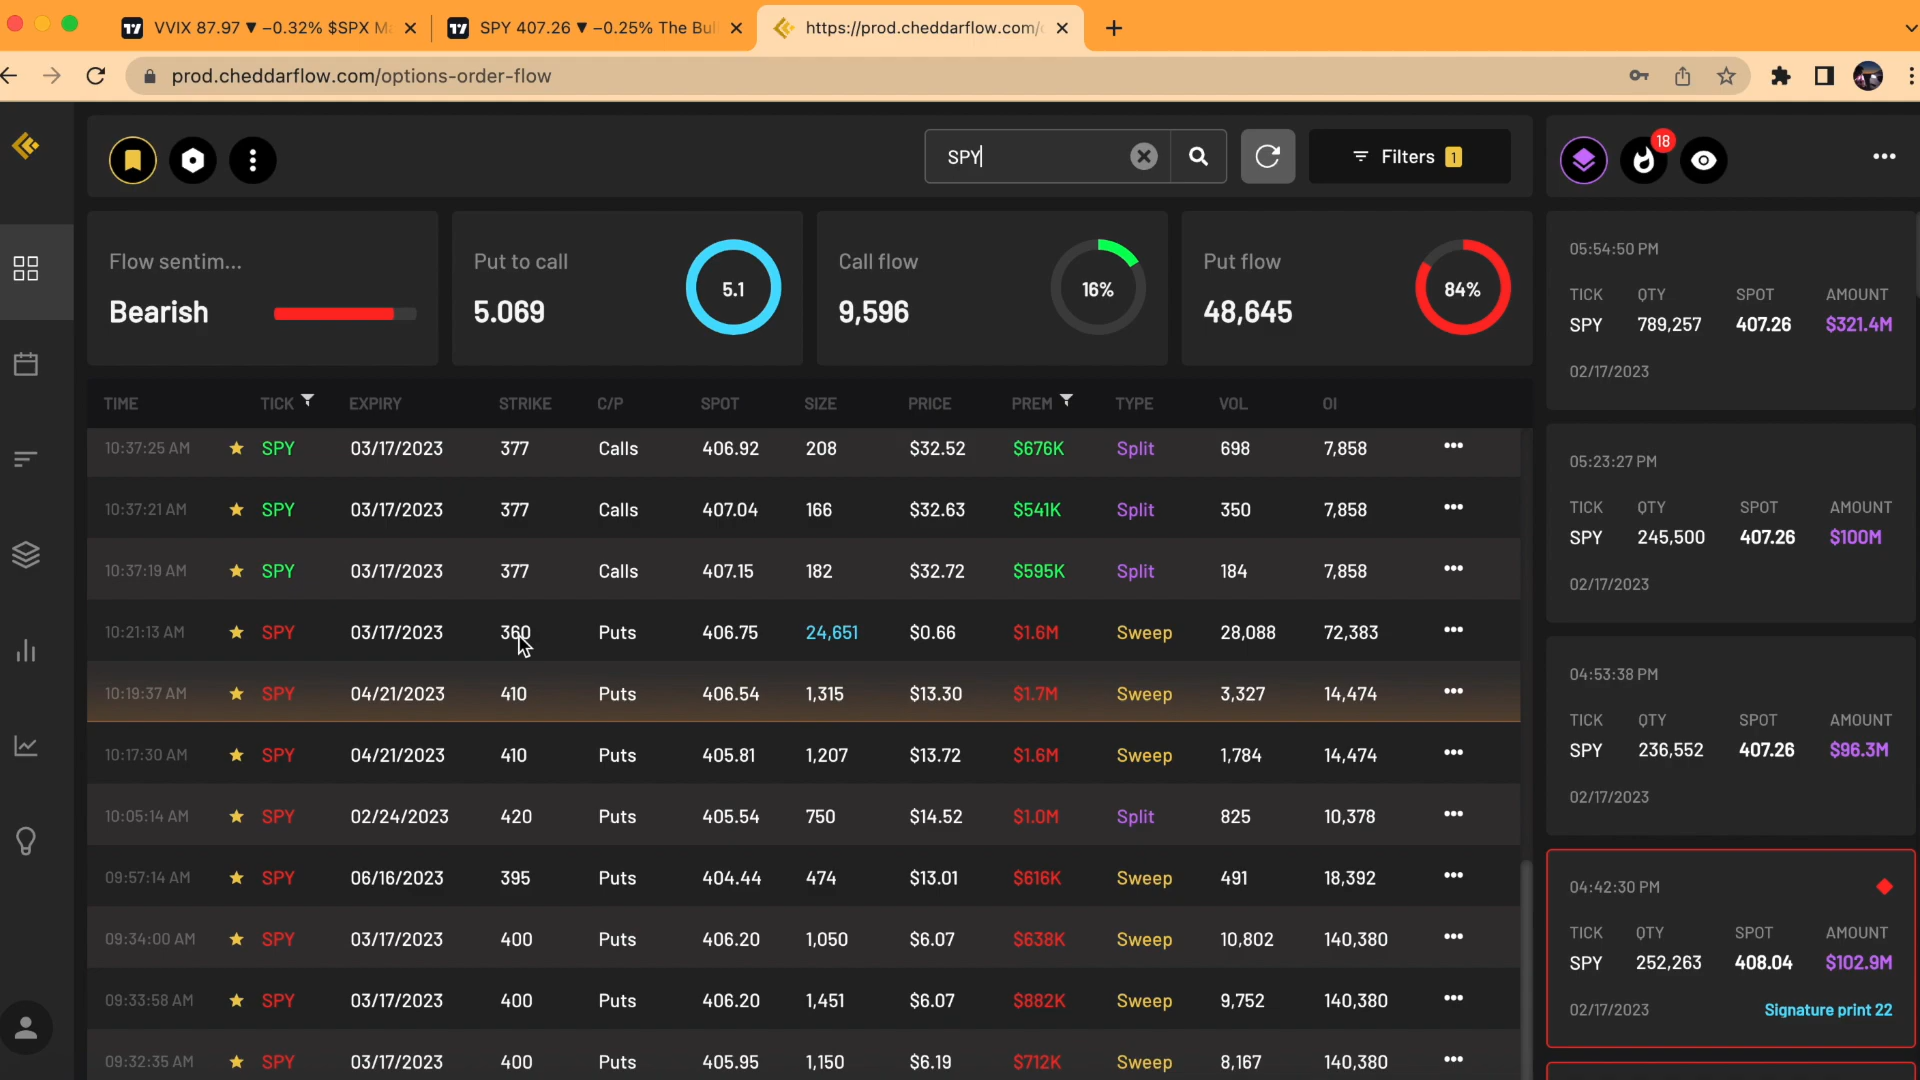 VVIX 87.97 ▼ −0.32% $SPX Ma
SPY 407.26 ▼ −0.25% The Bul
https://prod.cheddarflow.com/
prod.cheddarflow.com/options-order-flow
SPY
Filters 1
18
Flow sentim...
Bearish
Put to call
5.069
5.1
Call flow
9,596
16%
Put flow
48,645
84%
TIME TICK EXPIRY STRIKE C/P SPOT SIZE PRICE PREM TYPE VOL OI
10:37:25 AM SPY 03/17/2023 377 Calls 406.92 208 $32.52 $676K Split 698 7,858
10:37:21 AM SPY 03/17/2023 377 Calls 407.04 166 $32.63 $541K Split 350 7,858
10:37:19 AM SPY 03/17/2023 377 Calls 407.15 182 $32.72 $595K Split 184 7,858
10:21:13 AM SPY 03/17/2023 360 Puts 406.75 24,651 $0.66 $1.6M Sweep 28,088 72,383
10:19:37 AM SPY 04/21/2023 410 Puts 406.54 1,315 $13.30 $1.7M Sweep 3,327 14,474
10:17:30 AM SPY 04/21/2023 410 Puts 405.81 1,207 $13.72 $1.6M Sweep 1,784 14,474
10:05:14 AM SPY 02/24/2023 420 Puts 405.54 750 $14.52 $1.0M Split 825 10,378
09:57:14 AM SPY 06/16/2023 395 Puts 404.44 474 $13.01 $616K Sweep 491 18,392
09:34:00 AM SPY 03/17/2023 400 Puts 406.20 1,050 $6.07 $638K Sweep 10,802 140,380
09:33:58 AM SPY 03/17/2023 400 Puts 406.20 1,451 $6.07 $882K Sweep 9,752 140,380
09:32:35 AM SPY 03/17/2023 400 Puts 405.95 1,150 $6.19 $712K Sweep 8,167 140,380
05:54:50 PM
TICK QTY SPOT AMOUNT
SPY 789,257 407.26 $321.4M
02/17/2023
05:23:27 PM
TICK QTY SPOT AMOUNT
SPY 245,500 407.26 $100M
02/17/2023
04:53:38 PM
TICK QTY SPOT AMOUNT
SPY 236,552 407.26 $96.3M
02/17/2023
04:42:30 PM
TICK QTY SPOT AMOUNT
SPY 252,263 408.04 $102.9M
02/17/2023 Signature print 22